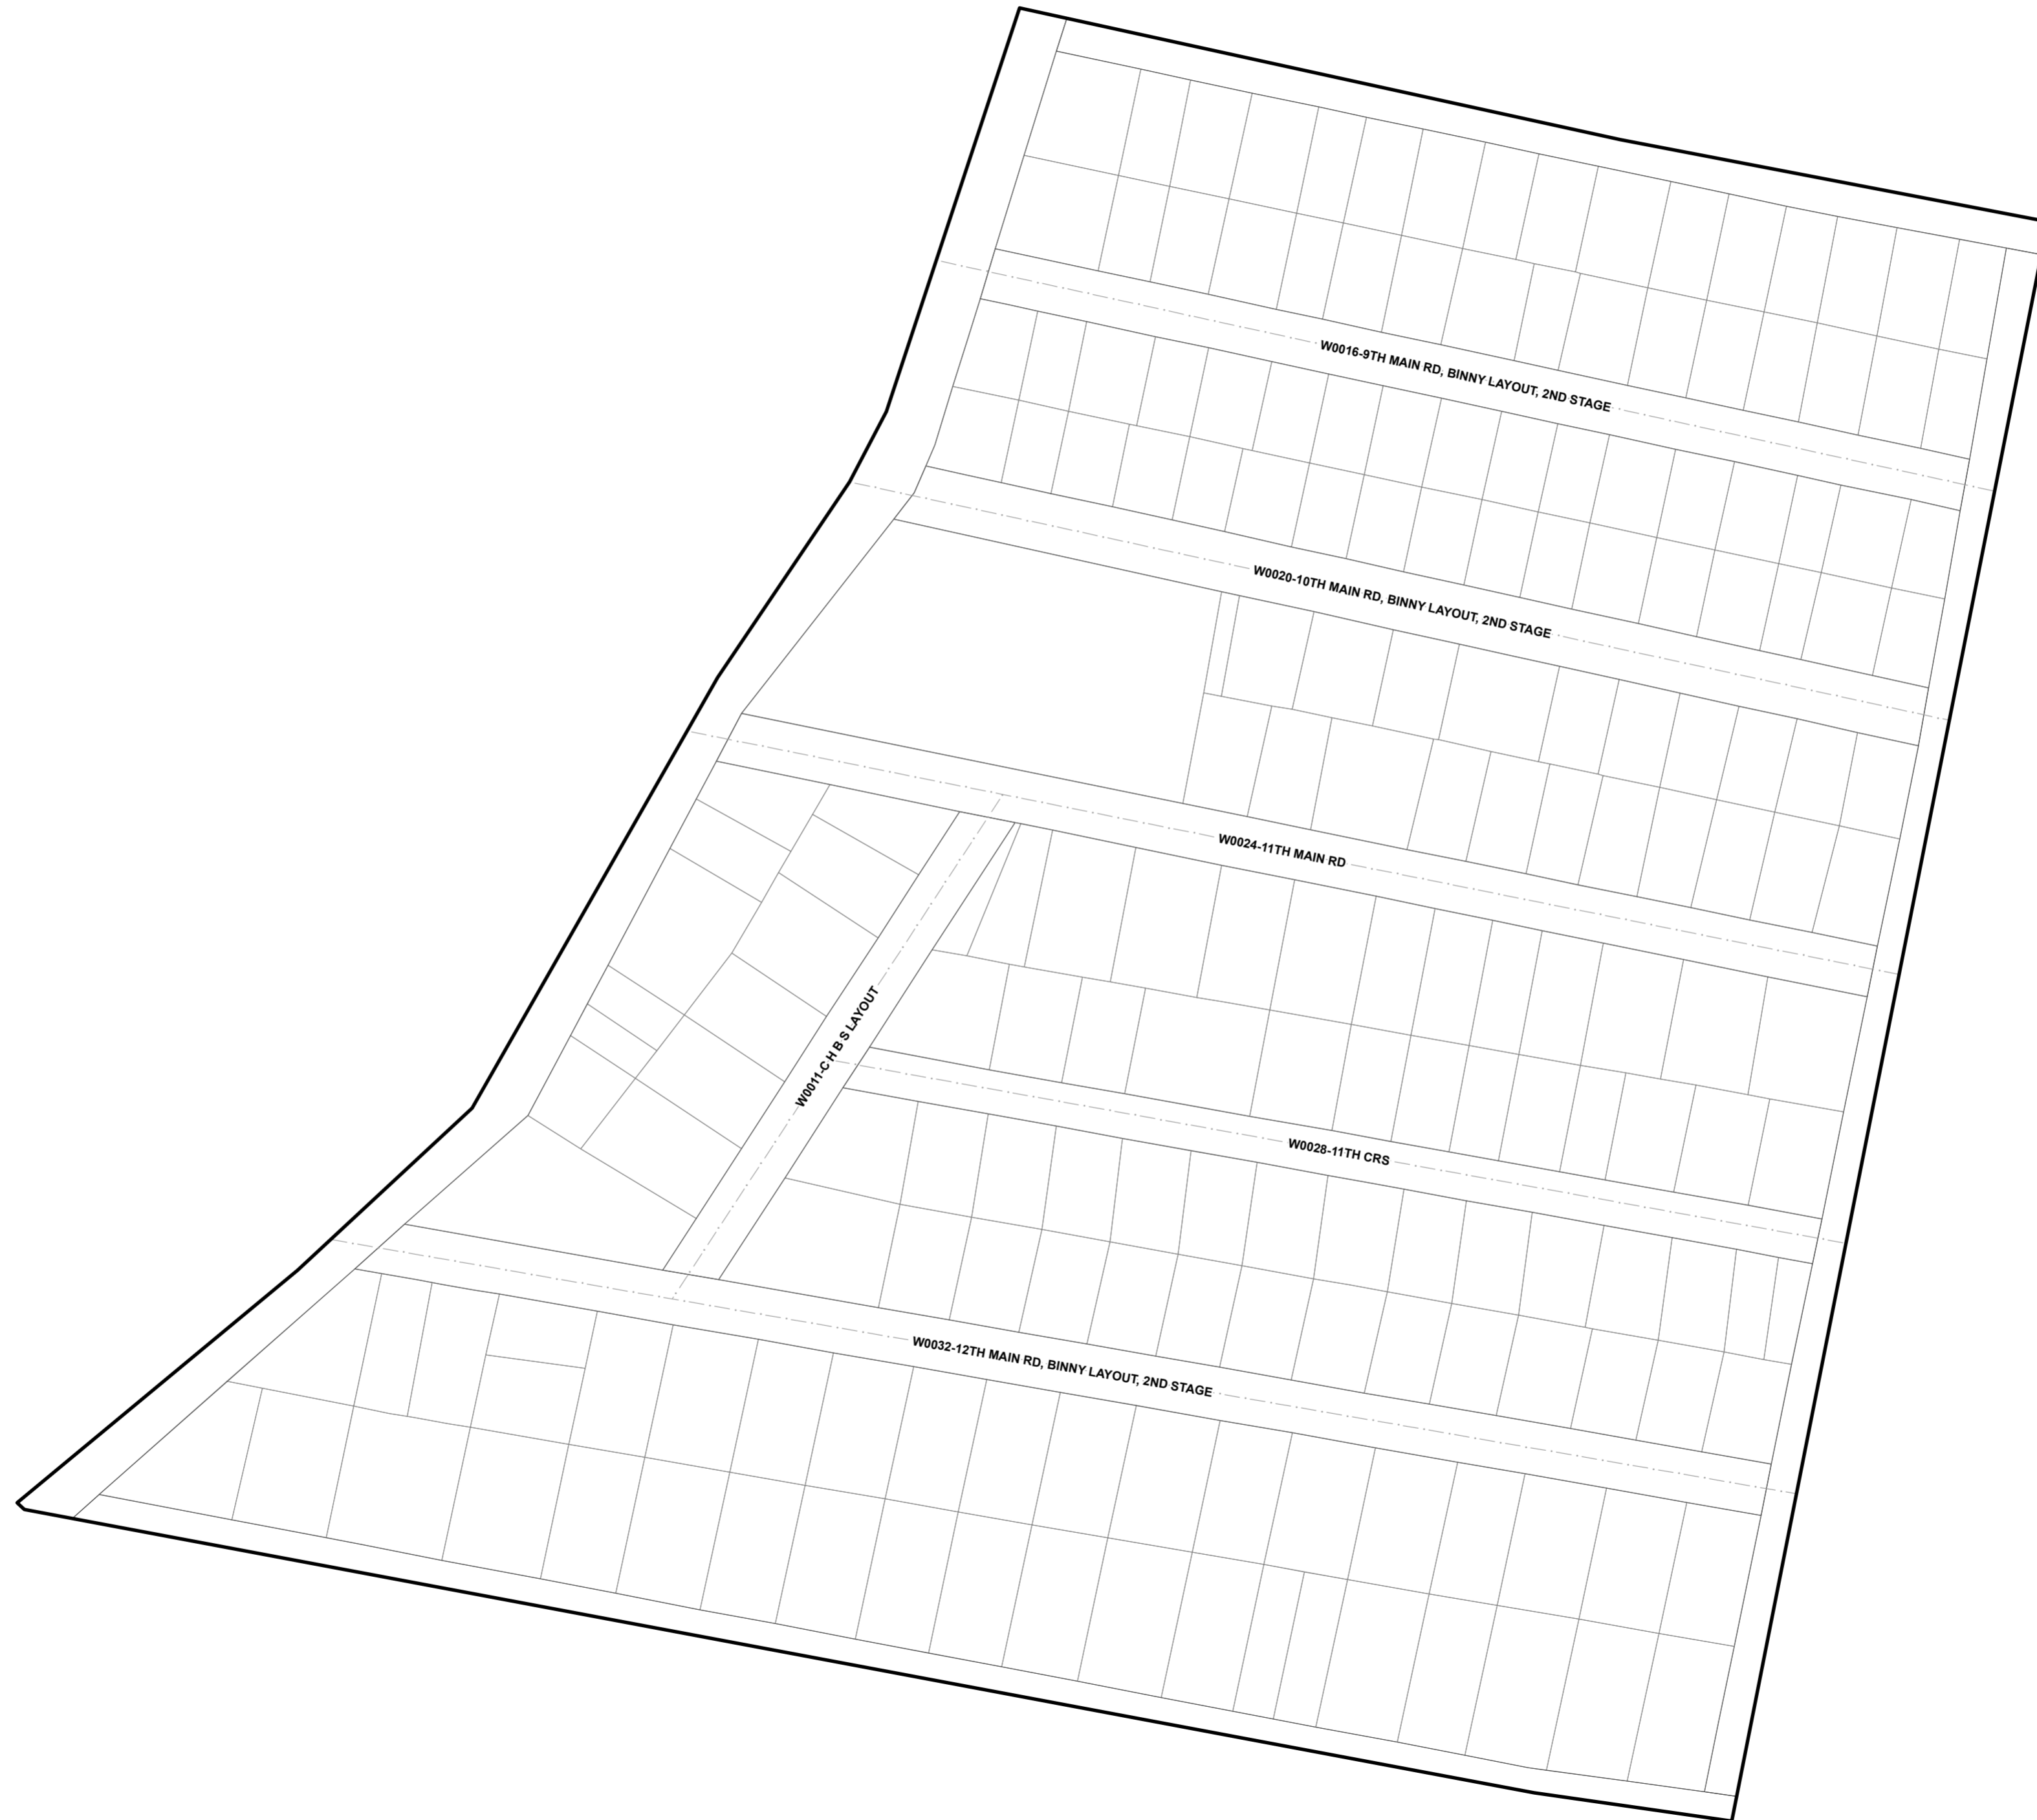 W0016-9TH MAIN RD, BINNY LAYOUT, 2ND STAGE
W0020-10TH MAIN RD, BINNY LAYOUT, 2ND STAGE
W0024-11TH MAIN RD
W0011-C H B S LAYOUT
W0028-11TH CRS
W0032-12TH MAIN RD, BINNY LAYOUT, 2ND STAGE